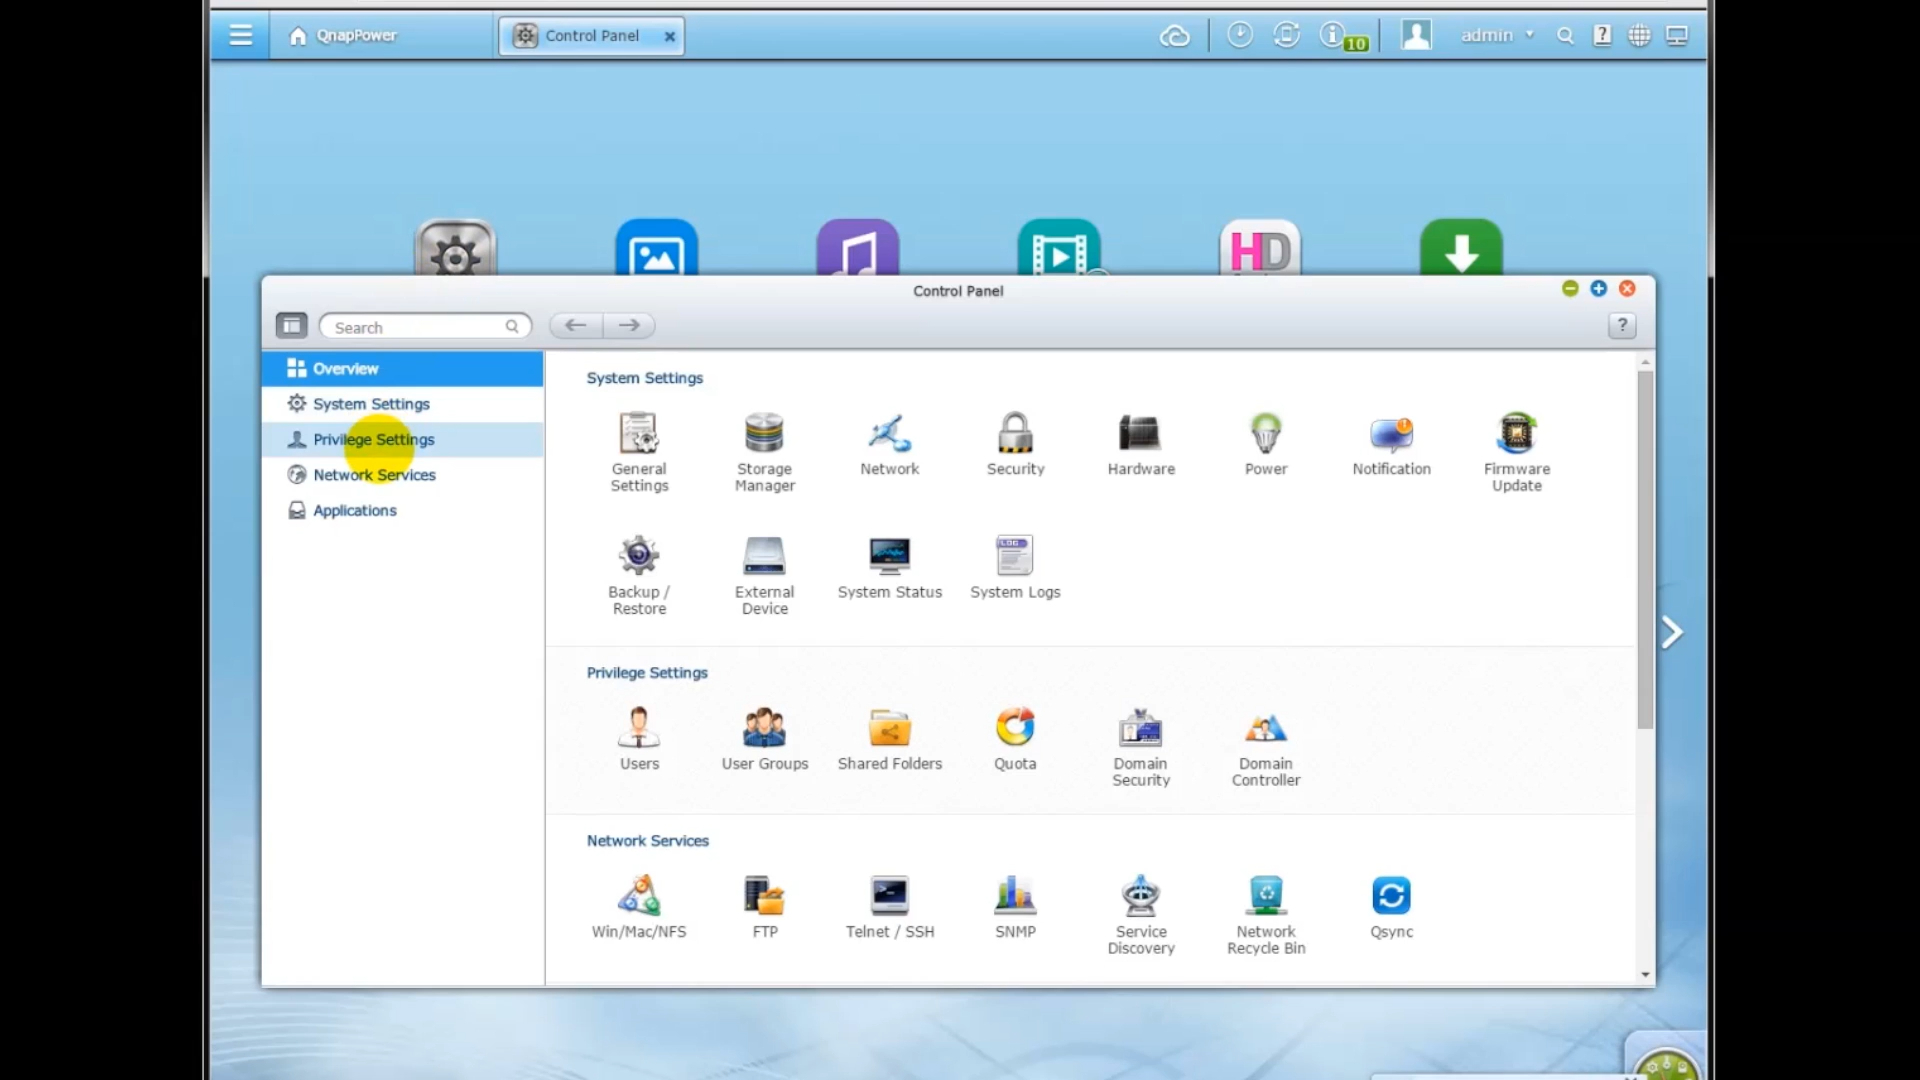 QnapPower
Control Panel
10
admin
?
HD
Control Panel
Search
?
Overview
System Settings
Privilege Settings
Network Services
Applications
System Settings
General
Settings
Storage
Manager
Network
Security
Hardware
Power
Notification
Firmware
Update
Backup /
Restore
External
Device
System Status
LOG
System Logs
Privilege Settings
Users
User Groups
Shared Folders
Quota
Domain
Security
Domain
Controller
Network Services
Win/Mac/NFS
FTP
Telnet / SSH
SNMP
Service
Discovery
Network
Recycle Bin
Qsync